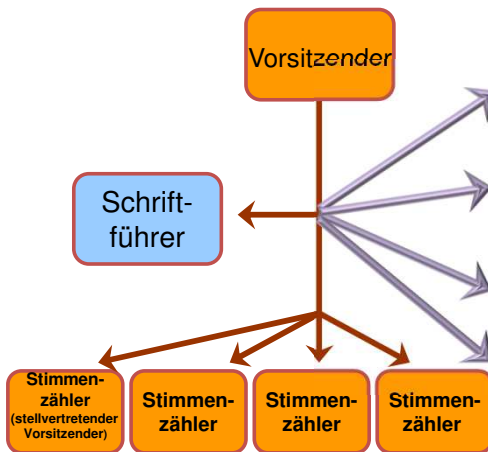 Vorsitzender
Schrift-
führer
Stimmen-
zähler
(stellvertretender
Vorsitzender)
Stimmen-
zähler
Stimmen-
zähler
Stimmen-
zähler